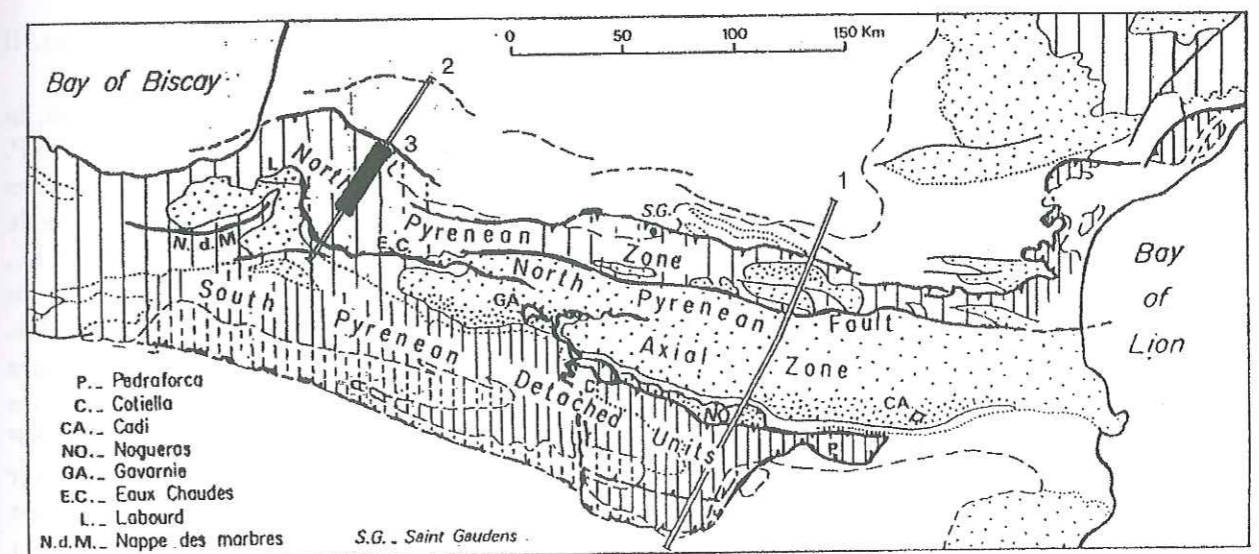 0 50 100 150 Km
Bay of Biscay
2
3
1
L.
North
S.G.
N. d. M.
E.C.
Pyrenean
Zone
North
Pyrenean
Fault
Bay
of
Lion
South
Pyrenean
Detached
Units
GA.
Axial
Zone
C.
NO.
CA.
P.
P._ Pedraforca
C._ Cotiella
CA._ Cadi
NO._ Nogueras
GA._ Gavarnie
E.C._ Eaux Chaudes
L._ Labourd
N.d.M._ Nappe des marbres
S.G._ Saint Gaudens